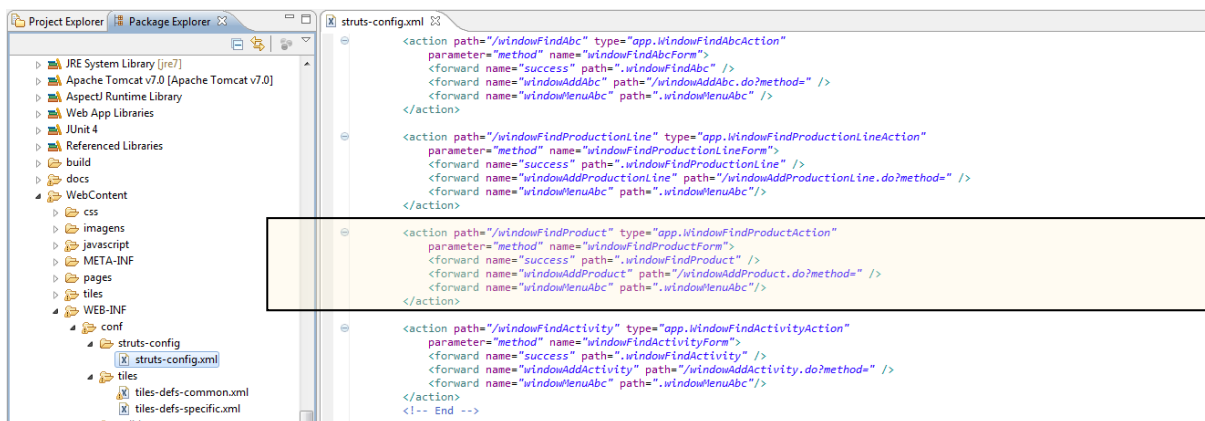 Project Explorer
Package Explorer
JRE System Library [jre7]
Apache Tomcat v7.0 [Apache Tomcat v7.0]
AspectJ Runtime Library
Web App Libraries
JUnit 4
Referenced Libraries
build
docs
WebContent
css
imagens
javascript
META-INF
pages
tiles
WEB-INF
conf
struts-config
struts-config.xml
tiles
tiles-defs-common.xml
tiles-defs-specific.xml
struts-config.xml
<action path="/windowFindAbc" type="app.WindowFindAbcAction"
parameter="method" name="windowFindAbcForm">
<forward name="success" path=".windowFindAbc" />
<forward name="windowAddAbc" path="/windowAddAbc.do?method=" />
<forward name="windowMenuAbc" path=".windowMenuAbc" />
</action>
<action path="/windowFindProductionLine" type="app.WindowFindProductionLineAction"
parameter="method" name="windowFindProductionLineForm">
<forward name="success" path=".windowFindProductionLine" />
<forward name="windowAddProductionLine" path="/windowAddProductionLine.do?method=" />
<forward name="windowMenuAbc" path=".windowMenuAbc"/>
</action>
<action path="/windowFindProduct" type="app.WindowFindProductAction"
parameter="method" name="windowFindProductForm">
<forward name="success" path=".windowFindProduct" />
<forward name="windowAddProduct" path="/windowAddProduct.do?method=" />
<forward name="windowMenuAbc" path=".windowMenuAbc"/>
</action>
<action path="/windowFindActivity" type="app.WindowFindActivityAction"
parameter="method" name="windowFindActivityForm">
<forward name="success" path=".windowFindActivity" />
<forward name="windowAddActivity" path="/windowAddActivity.do?method=" />
<forward name="windowMenuAbc" path=".windowMenuAbc"/>
</action>
<!-- End -->